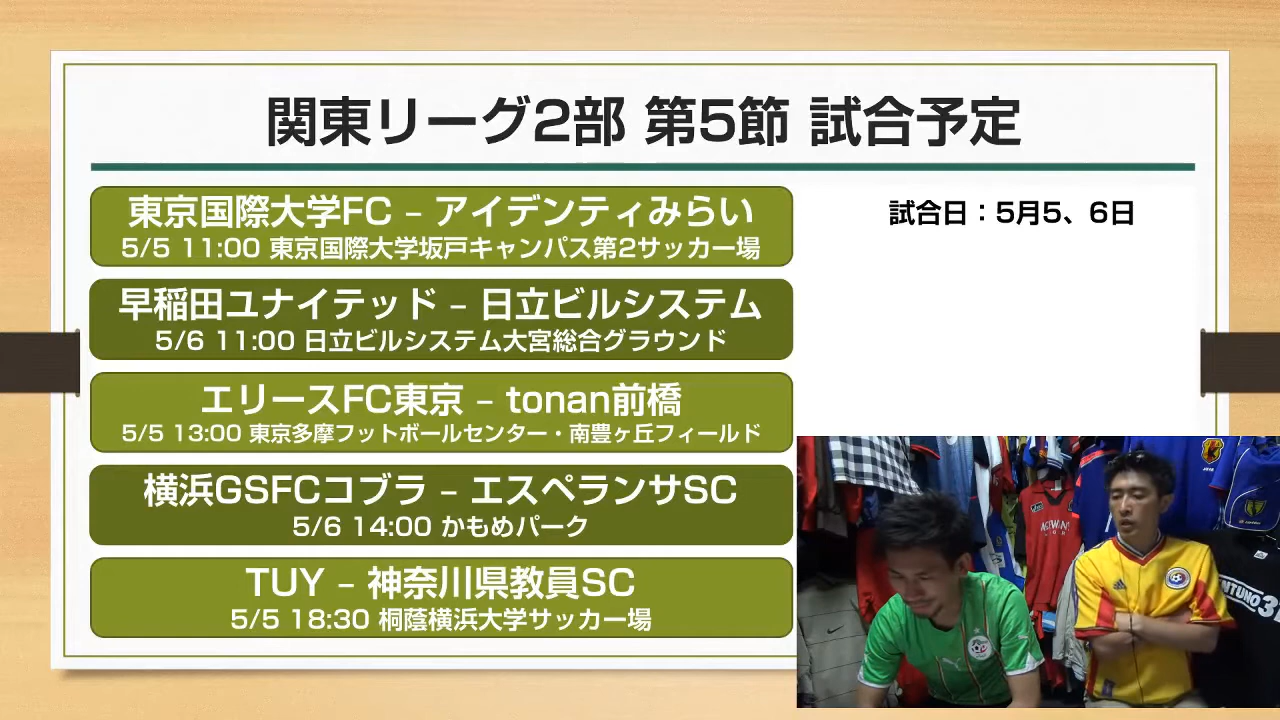 関東リーグ2部 第5節 試合予定
東京国際大学FC – アイデンティみらい
5/5 11:00 東京国際大学坂戸キャンパス第2サッカー場
早稲田ユナイテッド – 日立ビルシステム
5/6 11:00 日立ビルシステム大宮総合グラウンド
エリースFC東京 – tonan前橋
5/5 13:00 東京多摩フットボールセンター・南豊ヶ丘フィールド
横浜GSFCコブラ – エスペランサSC
5/6 14:00 かもめパーク
TUY – 神奈川県教員SC
5/5 18:30 桐蔭横浜大学サッカー場
試合日：5月5、6日